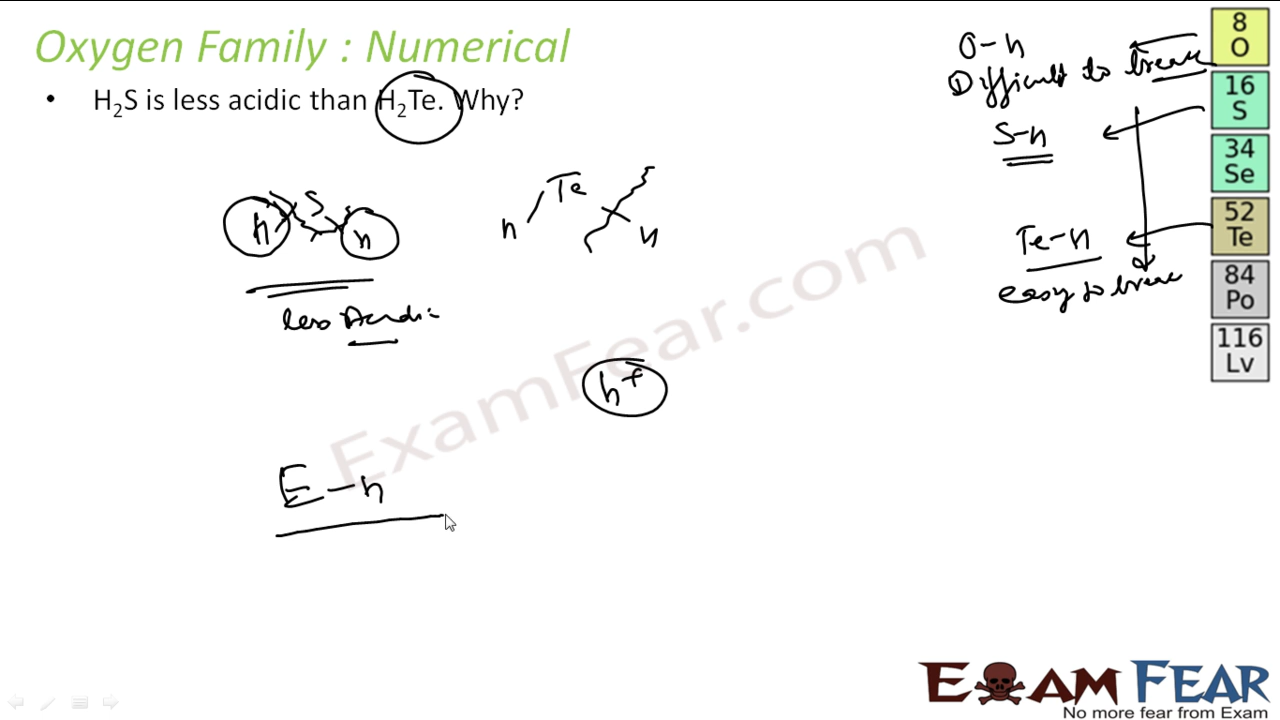 Oxygen Family : Numerical
• H₂S is less acidic than H₂Te. Why?
O-H
Difficult to break
S-H
Te-H
easy to break
S
H H
less Acidic
Te
H H
H+
E-H
8
O
16
S
34
Se
52
Te
84
Po
116
Lv
ExamFear.com
EXAM FEAR
No more fear from Exam